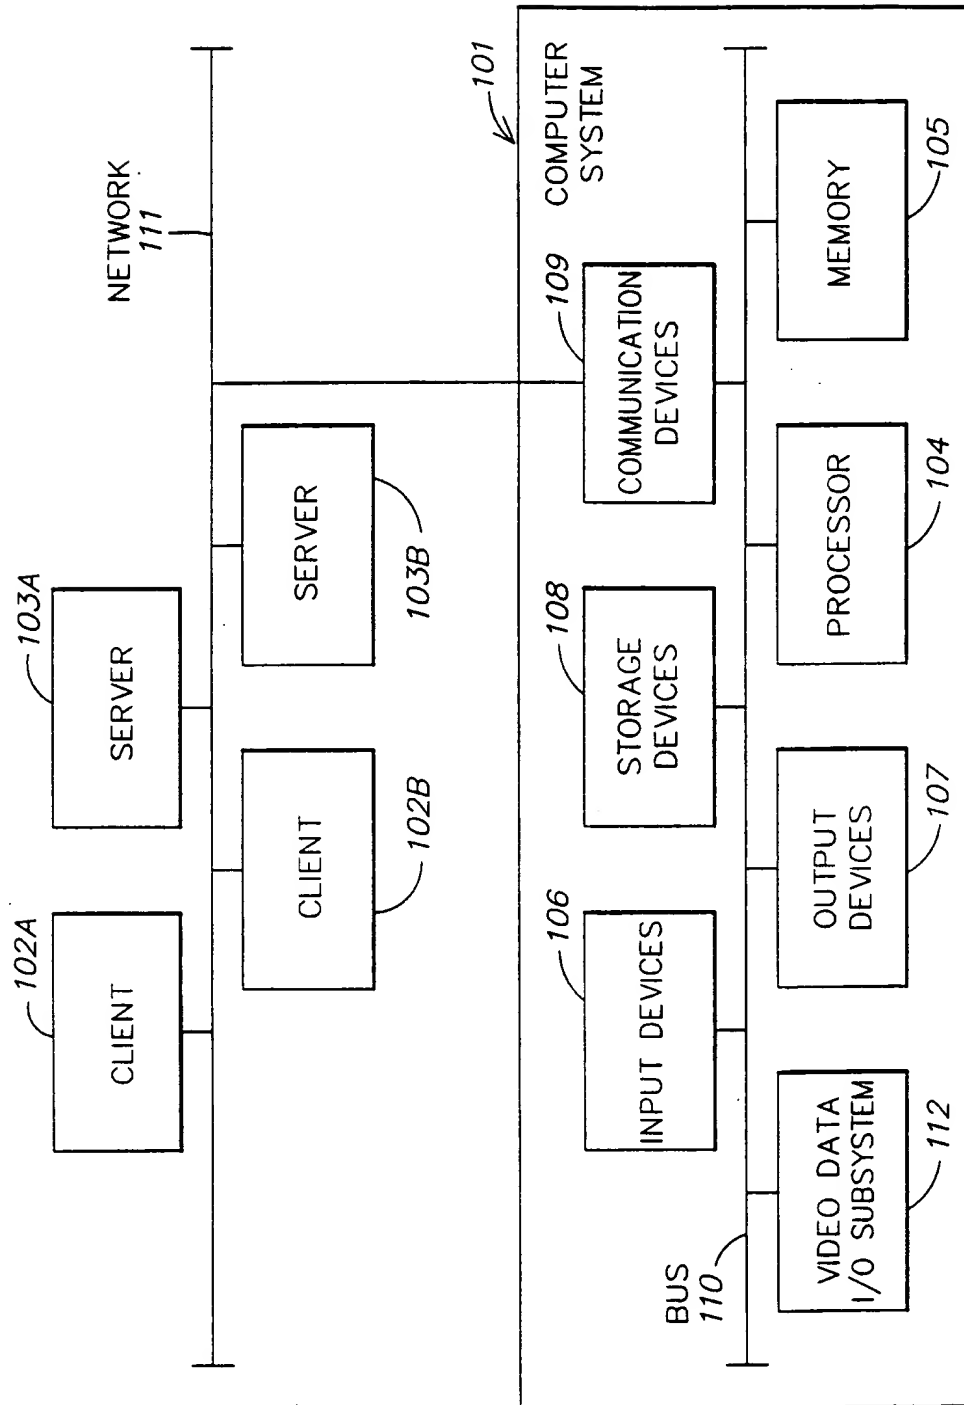 102A
CLIENT
103A
SERVER
NETWORK
111
CLIENT
102B
SERVER
103B
101
COMPUTER
SYSTEM
106
INPUT DEVICES
108
STORAGE
DEVICES
109
COMMUNICATION
DEVICES
BUS
110
VIDEO DATA
I/O SUBSYSTEM
112
OUTPUT
DEVICES
107
PROCESSOR
104
MEMORY
105